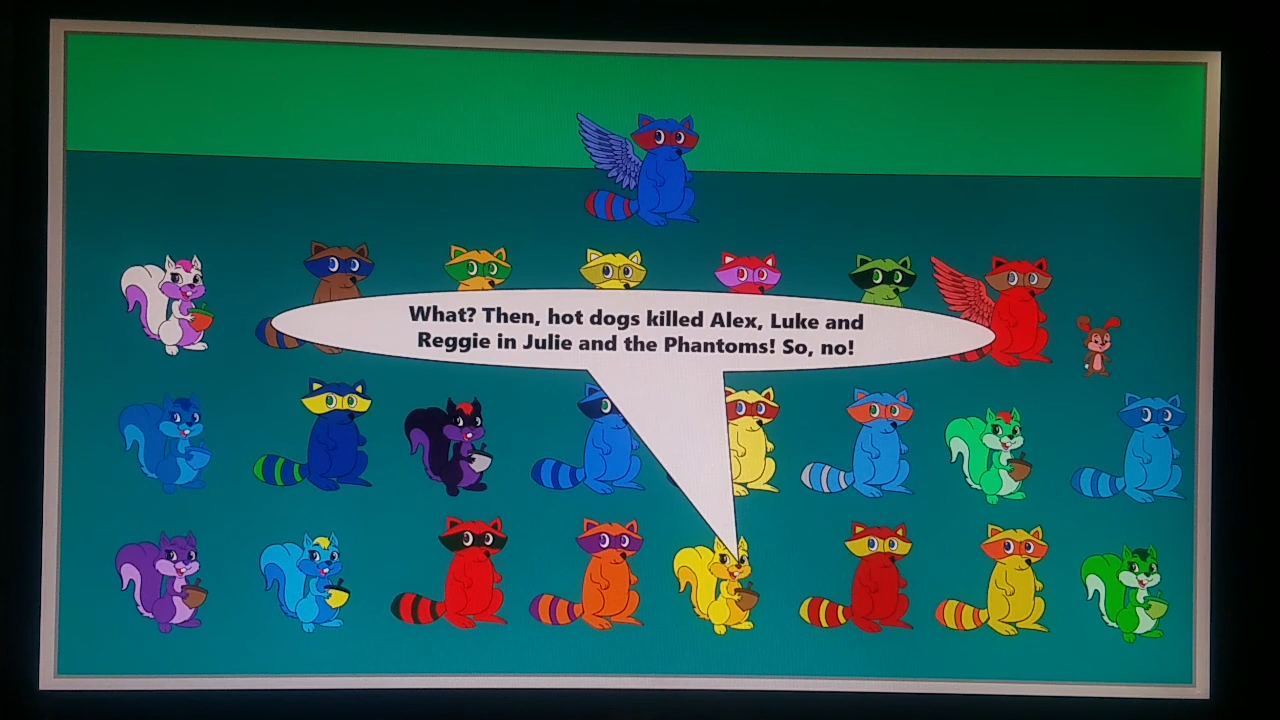 What? Then, hot dogs killed Alex, Luke and
Reggie in Julie and the Phantoms! So, no!